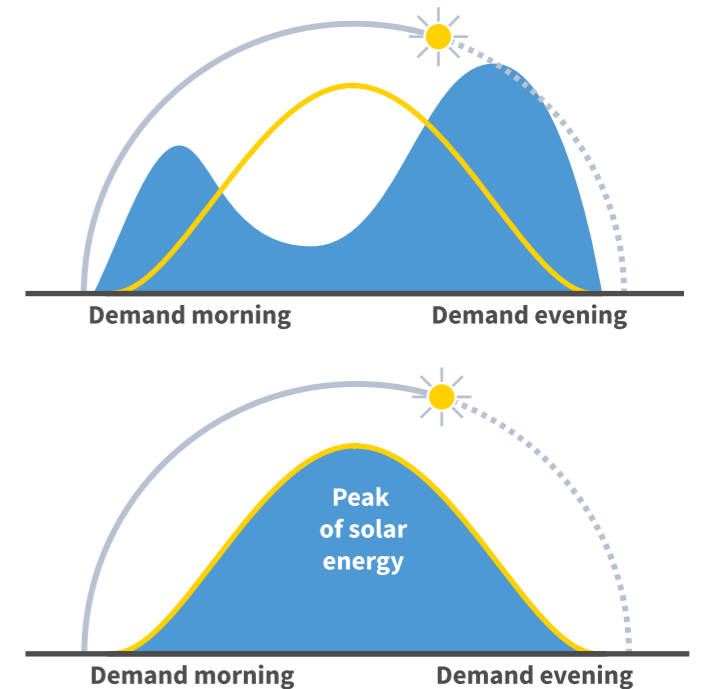 Demand morning
Demand evening
Peak
of solar
energy
Demand morning
Demand evening